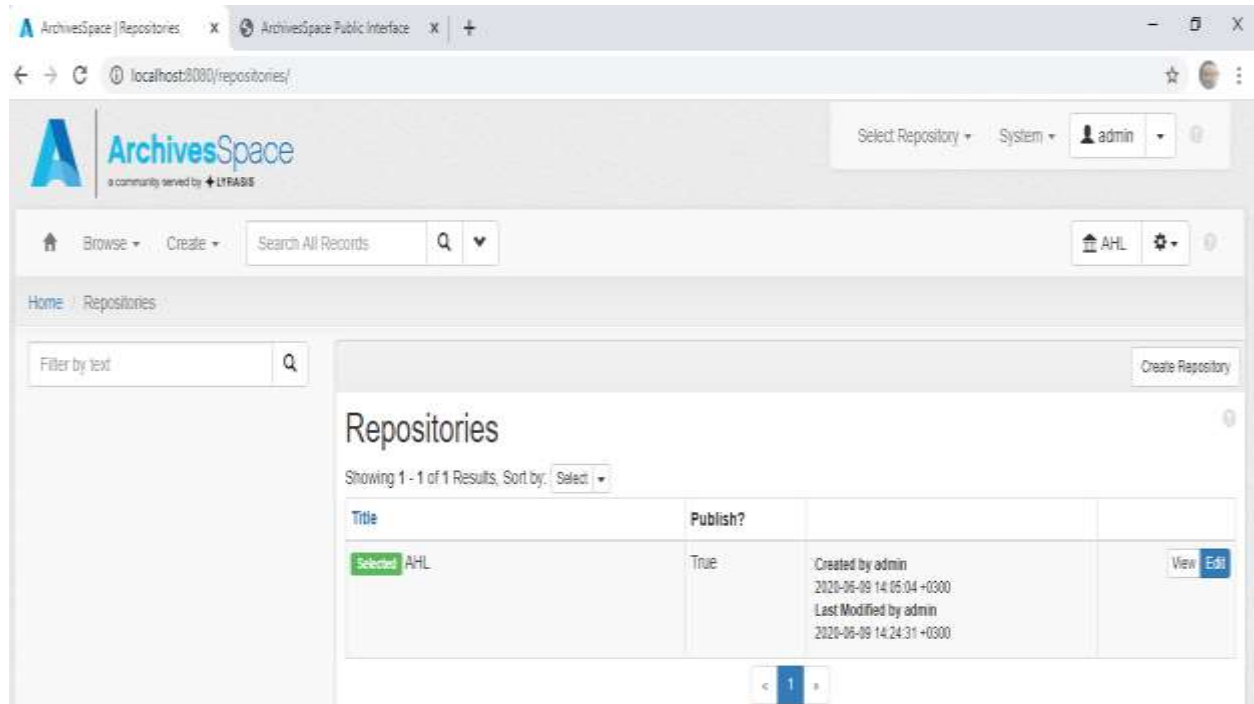 ArchivesSpace | Repositories x ArchivesSpace Public Interface x +
localhost:8080/repositories/
ArchivesSpace
a community served by LYRASIS
Select Repository System admin
Browse Create Search All Records AHL
Home / Repositories
Filter by text
Create Repository
Repositories
Showing 1 - 1 of 1 Results, Sort by: Select
Title Publish?
Selected AHL True Created by admin View Edit
2020-06-09 14:05:04 +0300
Last Modified by admin
2020-06-09 14:24:31 +0300
« 1 »